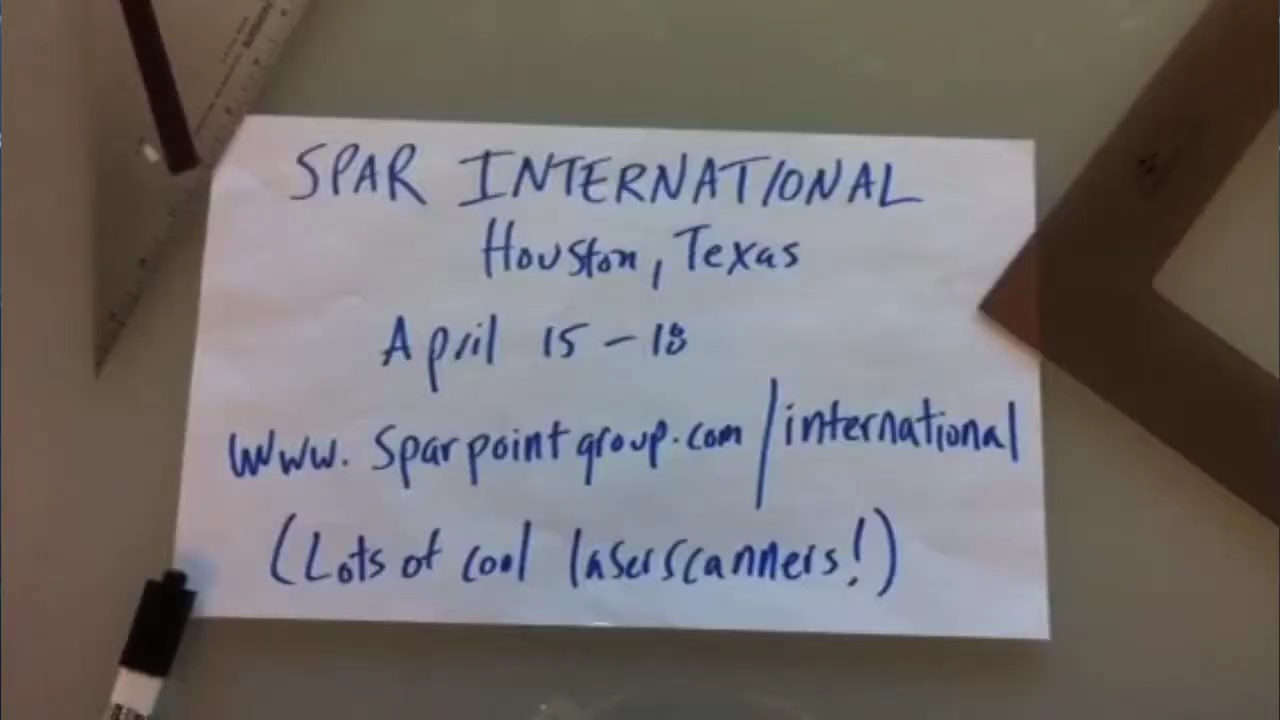 SPAR INTERNATIONAL
Houston, Texas
April 15-18
www.sparpointgroup.com/international
(Lots of cool laserscanners!)